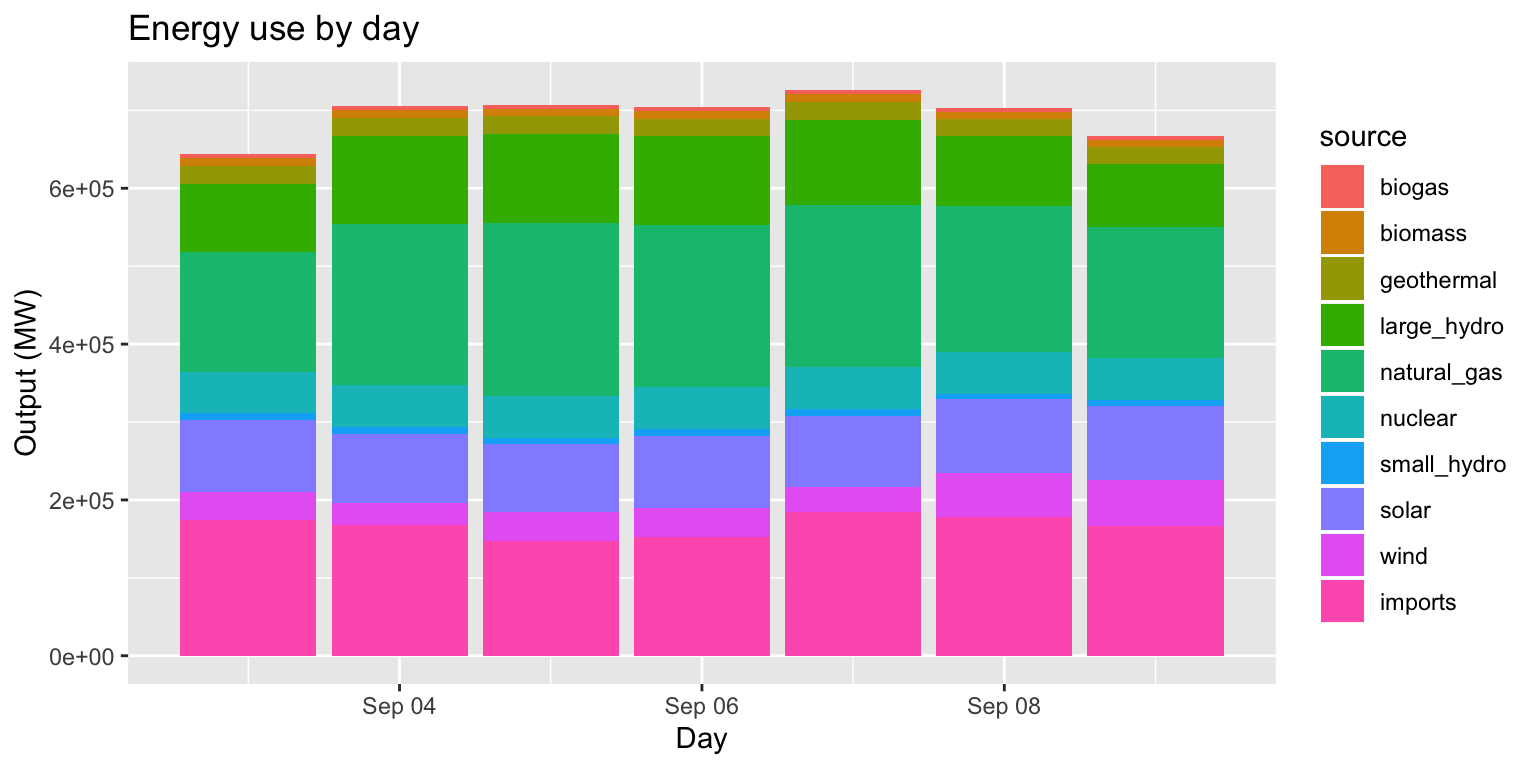 Energy use by day
Output (MW)
6e+05
4e+05
2e+05
0e+00
Sep 04
Sep 06
Sep 08
Day
source
biogas
biomass
geothermal
large_hydro
natural_gas
nuclear
small_hydro
solar
wind
imports